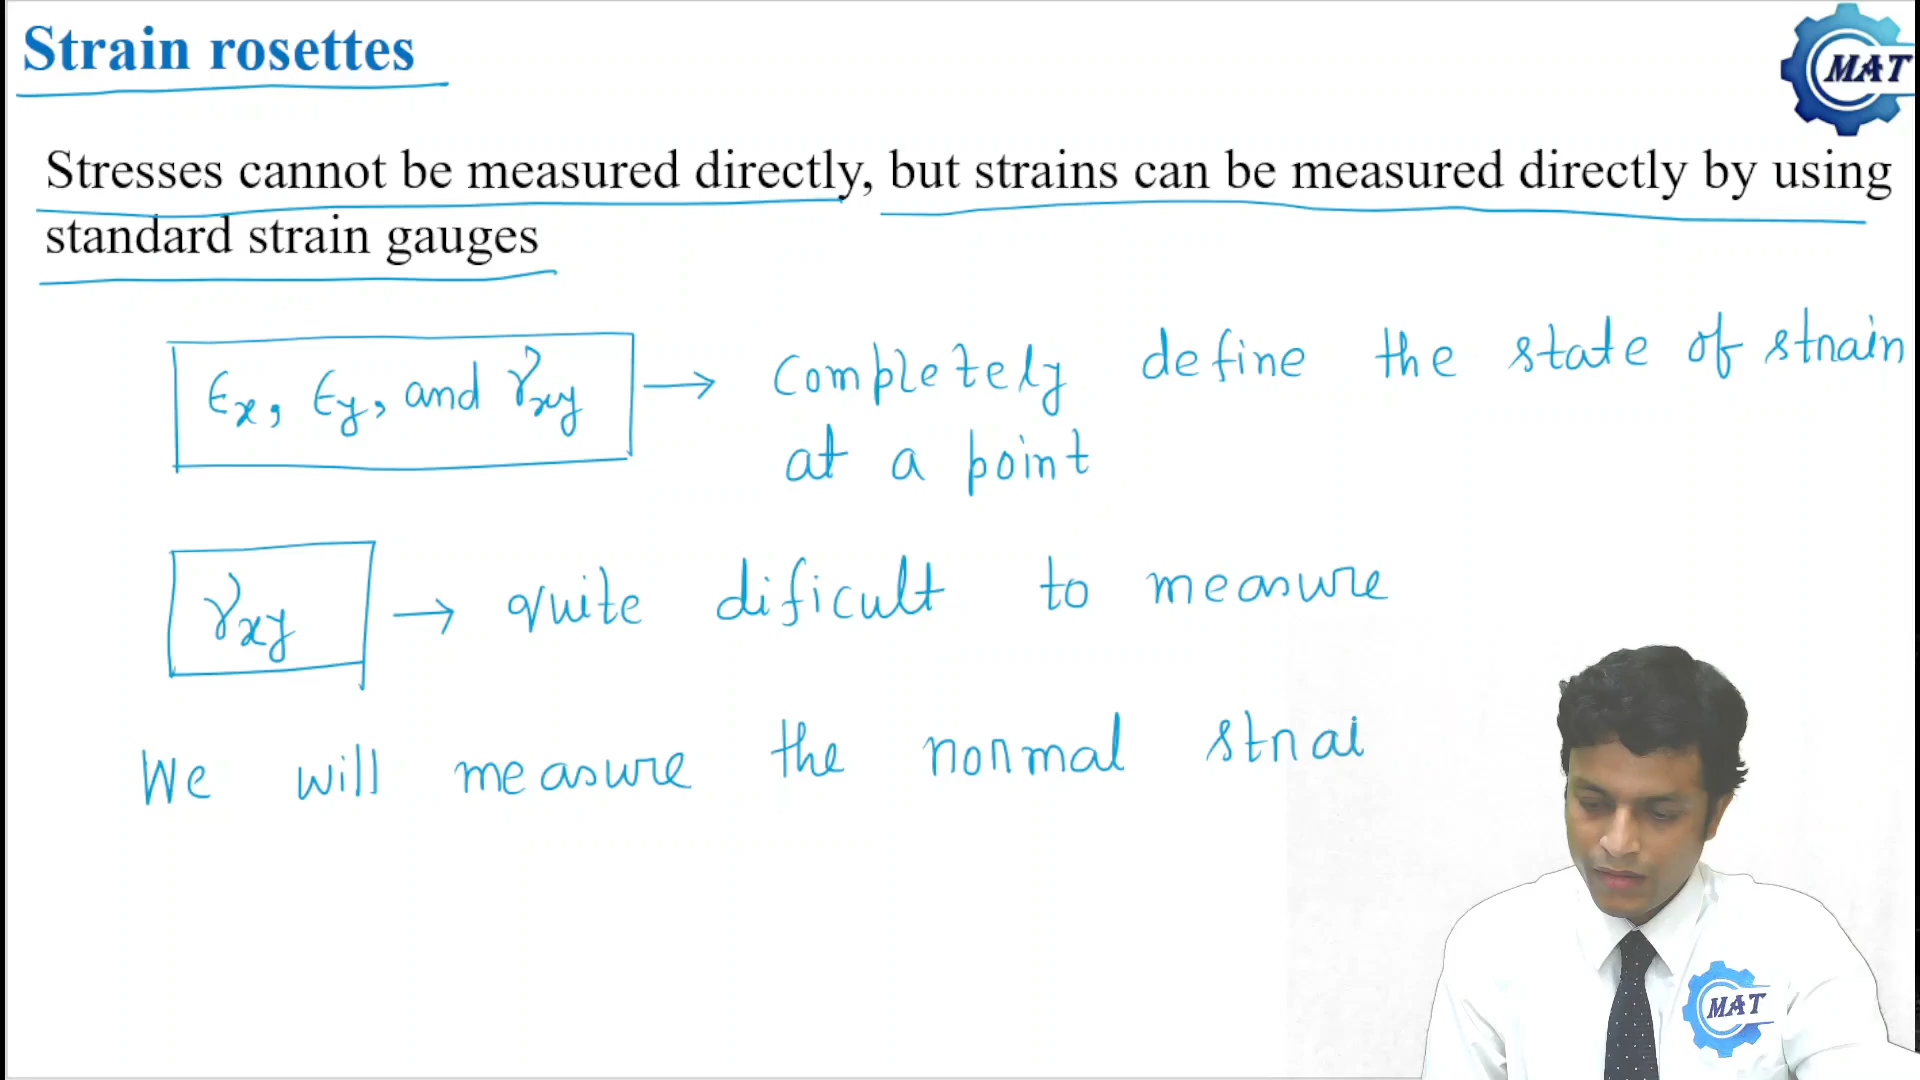 Strain rosettes
MAT
Stresses cannot be measured directly, but strains can be measured directly by using
standard strain gauges
ϵx, ϵy, and γxy → completely define the state of strain
at a point
γxy → quite dificult to measure
We will measure the normal strai
MAT